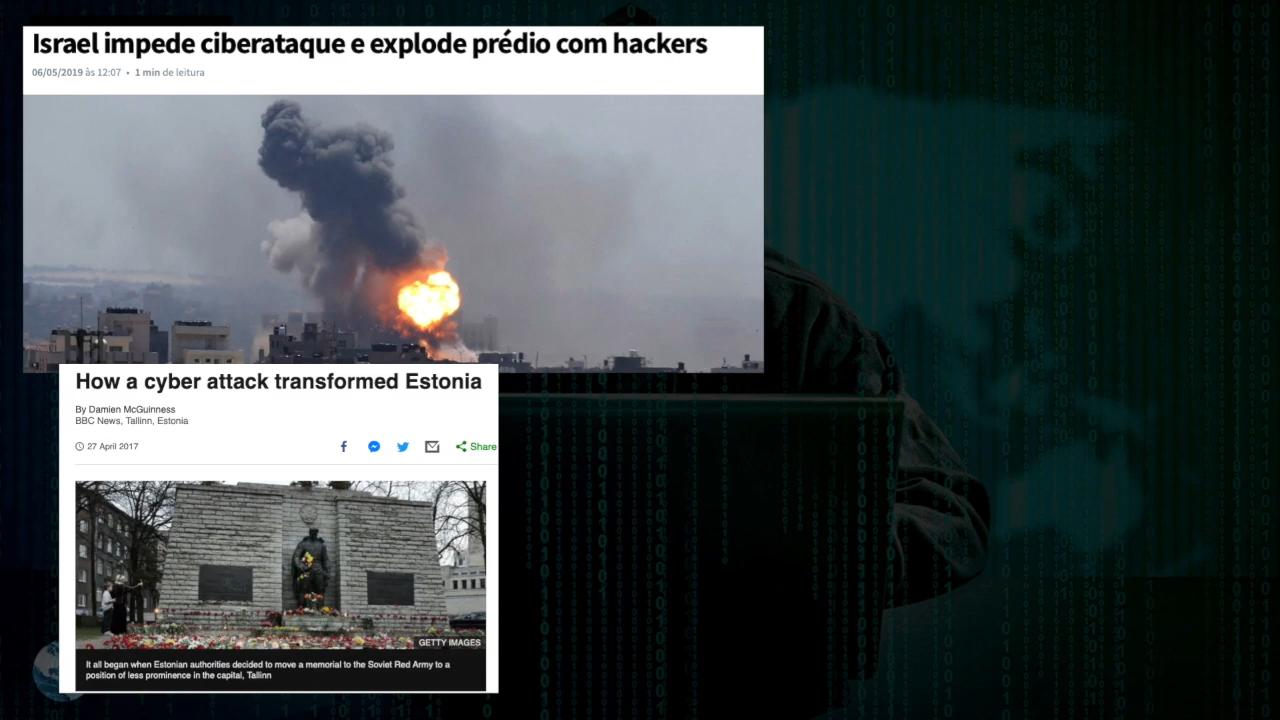 Israel impede ciberataque e explode prédio com hackers
06/05/2019 às 12:07 • 1 min de leitura
How a cyber attack transformed Estonia
By Damien McGuinness
BBC News, Tallinn, Estonia
27 April 2017
Share
GETTY IMAGES
It all began when Estonian authorities decided to move a memorial to the Soviet Red Army to a
position of less prominence in the capital, Tallinn